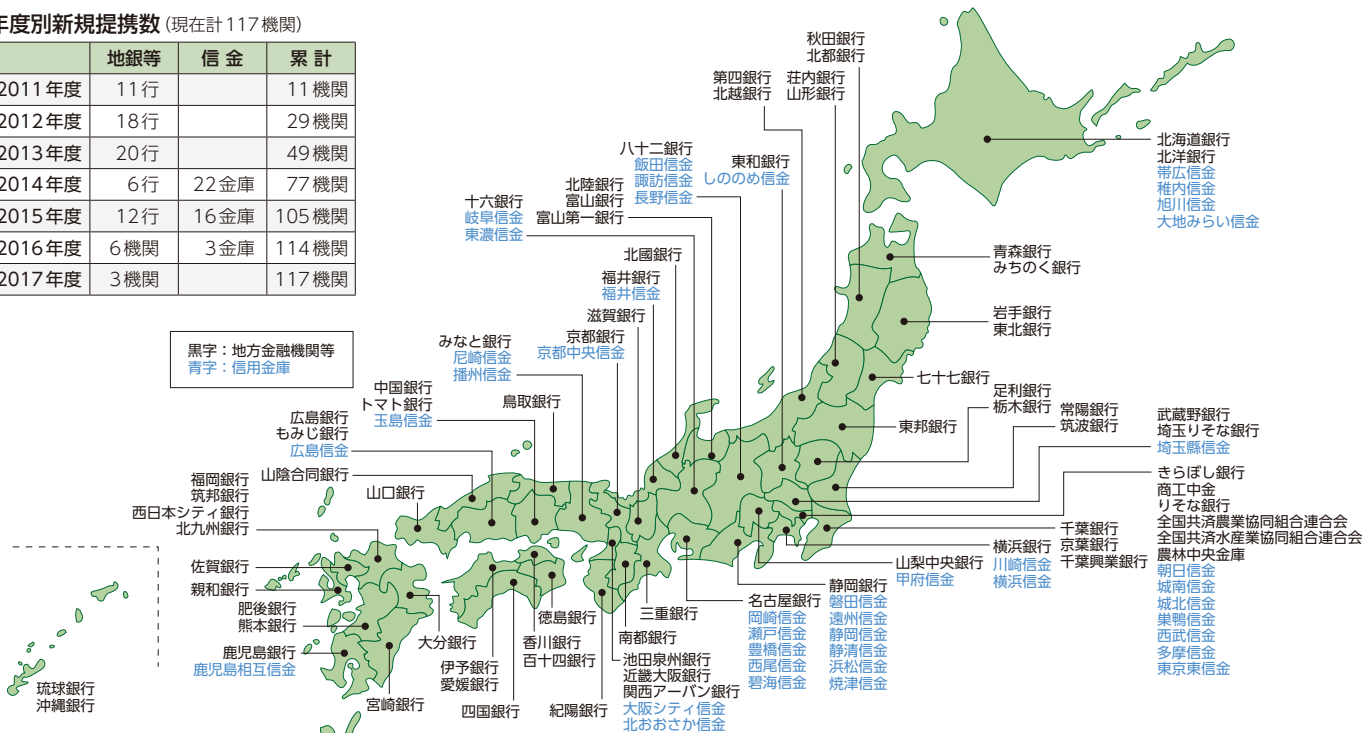 年度別新規提携数 (現在計117機関)
地銀等 信金 累計
2011年度 11行 11機関
2012年度 18行 29機関
2013年度 20行 49機関
2014年度 6行 22金庫 77機関
2015年度 12行 16金庫 105機関
2016年度 6機関 3金庫 114機関
2017年度 3機関 117機関
黒字：地方金融機関等
青字：信用金庫
秋田銀行
北都銀行
第四銀行
北越銀行
荘内銀行
山形銀行
八十二銀行
飯田信金
諏訪信金
長野信金
東和銀行
しののめ信金
北陸銀行
富山銀行
富山第一銀行
十六銀行
岐阜信金
東濃信金
北國銀行
福井銀行
福井信金
滋賀銀行
京都銀行
京都中央信金
みなと銀行
尼崎信金
播州信金
中国銀行
トマト銀行
玉島信金
鳥取銀行
広島銀行
もみじ銀行
広島信金
山陰合同銀行
山口銀行
福岡銀行
筑邦銀行
西日本シティ銀行
北九州銀行
佐賀銀行
親和銀行
肥後銀行
熊本銀行
鹿児島銀行
鹿児島相互信金
琉球銀行
沖縄銀行
宮崎銀行
大分銀行
伊予銀行
愛媛銀行
四国銀行
香川銀行
百十四銀行
徳島銀行
紀陽銀行
南都銀行
三重銀行
池田泉州銀行
近畿大阪銀行
関西アーバン銀行
大阪シティ信金
北おおさか信金
名古屋銀行
岡崎信金
瀬戸信金
豊橋信金
西尾信金
碧海信金
静岡銀行
磐田信金
遠州信金
静岡信金
静清信金
浜松信金
焼津信金
山梨中央銀行
甲府信金
横浜銀行
川崎信金
横浜信金
千葉銀行
京葉銀行
千葉興業銀行
北海道銀行
北洋銀行
帯広信金
稚内信金
旭川信金
大地みらい信金
青森銀行
みちのく銀行
岩手銀行
東北銀行
七十七銀行
東邦銀行
足利銀行
栃木銀行
常陽銀行
筑波銀行
武蔵野銀行
埼玉りそな銀行
埼玉縣信金
きらぼし銀行
商工中金
りそな銀行
全国共済農業協同組合連合会
全国共済水産業協同組合連合会
農林中央金庫
朝日信金
城南信金
城北信金
巣鴨信金
西武信金
多摩信金
東京東信金